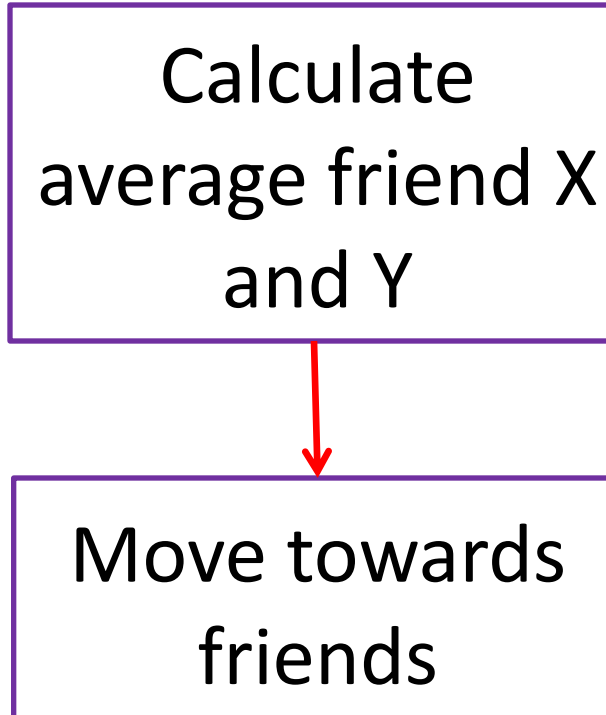 Calculate
average friend X
and Y
Move towards
friends